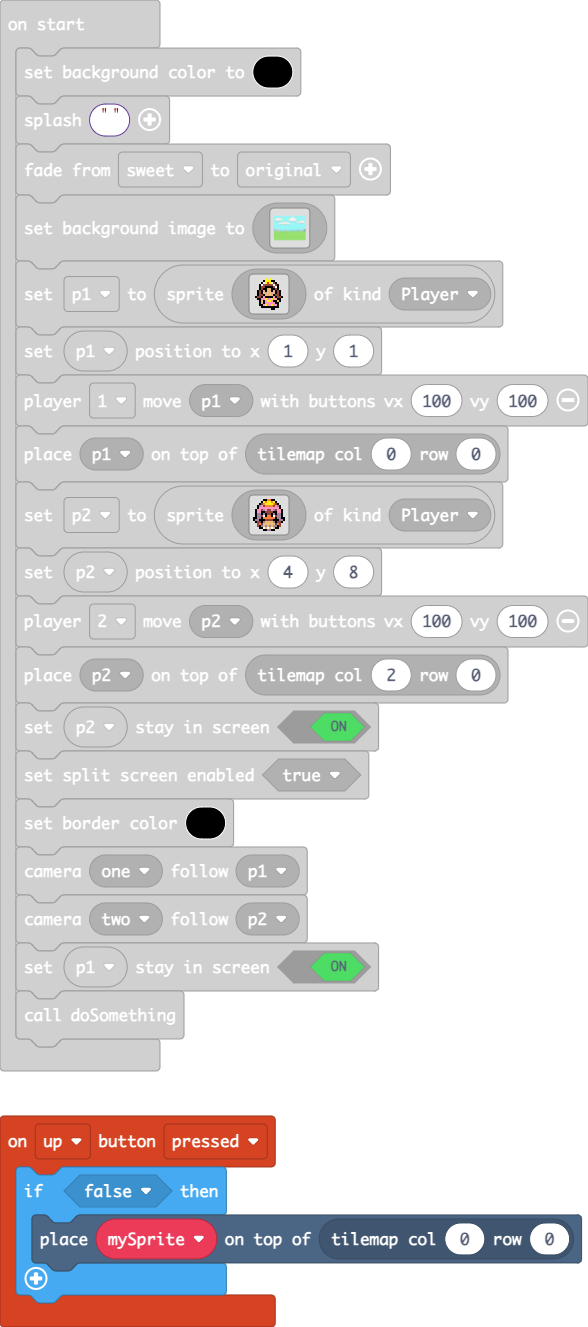 on start
set background color to
splash " "
fade from sweet to original
set background image to
set p1 to sprite of kind Player
set p1 position to x 1 y 1
player 1 move p1 with buttons vx 100 vy 100
place p1 on top of tilemap col 0 row 0
set p2 to sprite of kind Player
set p2 position to x 4 y 8
player 2 move p2 with buttons vx 100 vy 100
place p2 on top of tilemap col 2 row 0
set p2 stay in screen ON
set split screen enabled true
set border color
camera one follow p1
camera two follow p2
set p1 stay in screen ON
call doSomething
on up button pressed
if false then
place mySprite on top of tilemap col 0 row 0